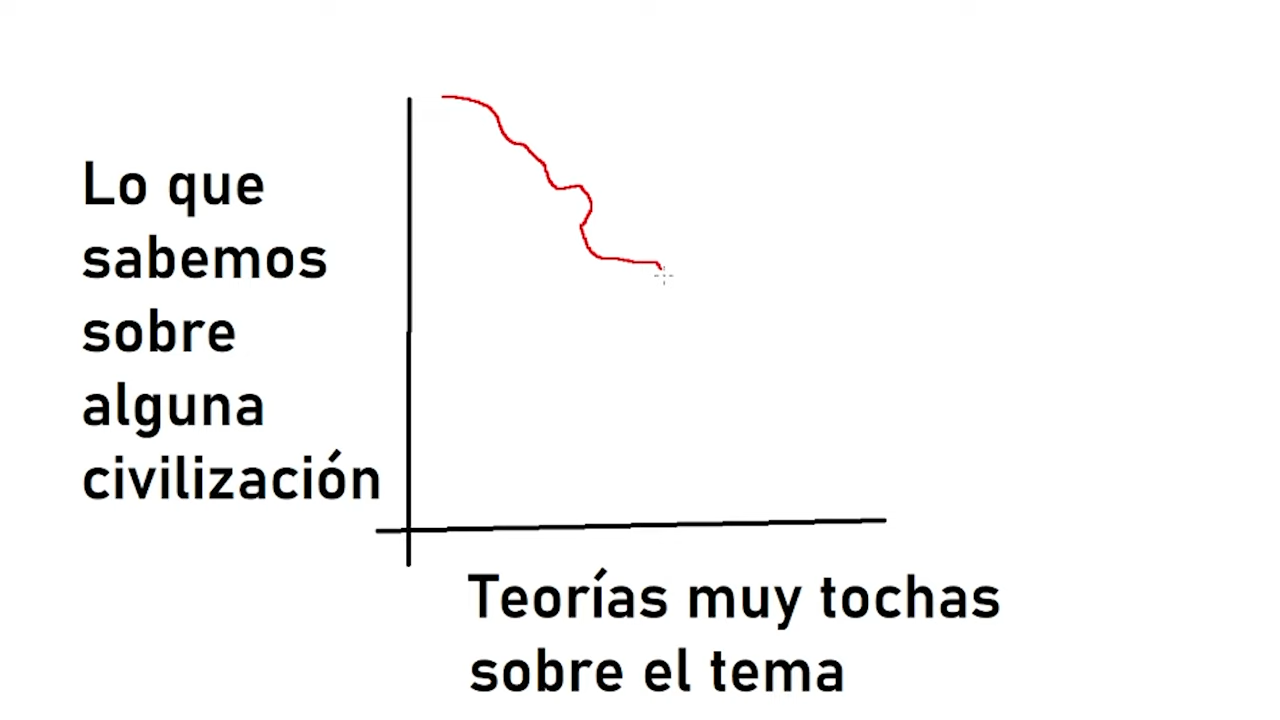 Lo que
sabemos
sobre
alguna
civilización
Teorías muy tochas
sobre el tema